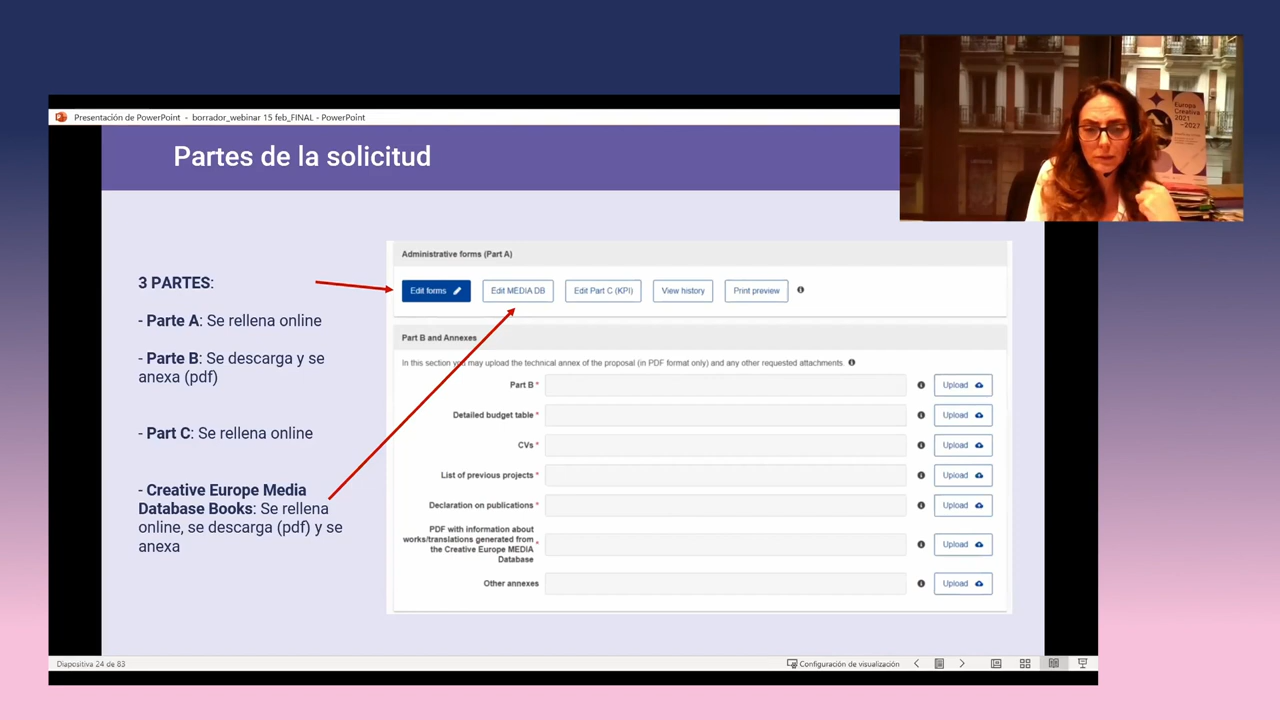 Presentación de PowerPoint - borrador_webinar 15 feb_FINAL - PowerPoint
Partes de la solicitud
Europa
Creativa
2021
-2027
3 PARTES:
- Parte A: Se rellena online
- Parte B: Se descarga y se
anexa (pdf)
- Part C: Se rellena online
- Creative Europe Media
Database Books: Se rellena
online, se descarga (pdf) y se
anexa
Administrative forms (Part A)
Edit forms
Edit MEDIA DB
Edit Part C (KPI)
View history
Print preview
Part B and Annexes
In this section you may upload the technical annex of the proposal (in PDF format only) and any other requested attachments.
Part B *
Upload
Detailed budget table *
Upload
CVs *
Upload
List of previous projects *
Upload
Declaration on publications *
Upload
PDF with information about
works/translations generated from
the Creative Europe MEDIA
Database *
Upload
Other annexes
Upload
Diapositiva 24 de 83
Configuración de visualización